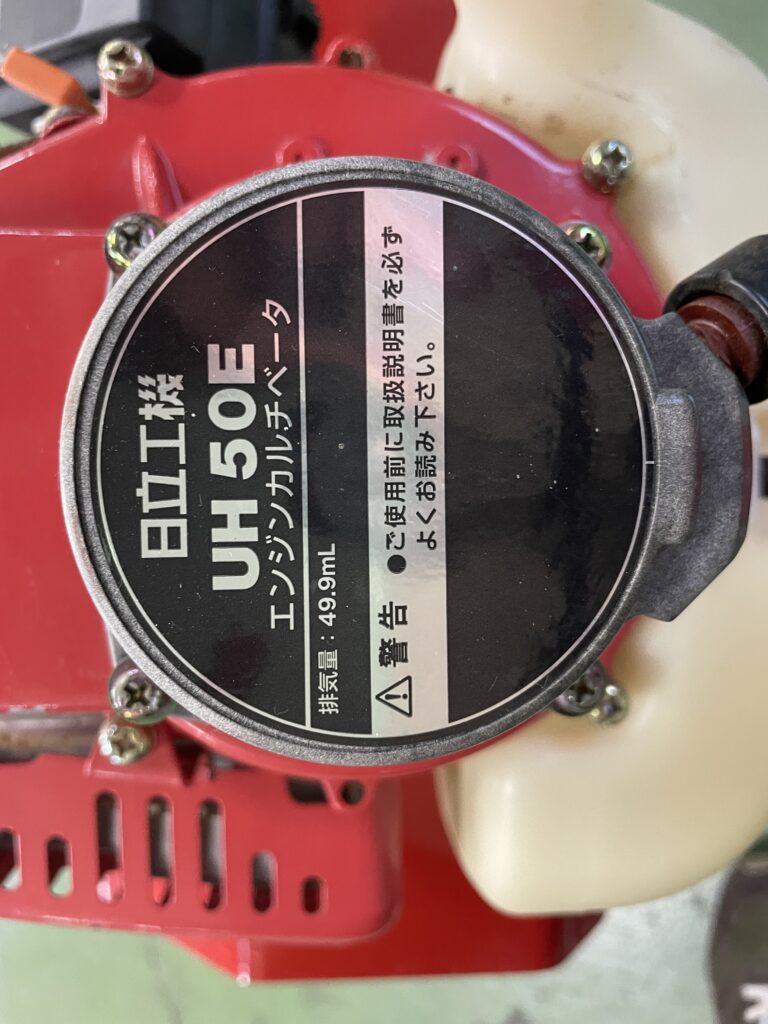 日立工機
UH 50E
エンジンカルチベータ
排気量：49.9mL
⚠ 警告 ●ご使用前に取扱説明書を必ず
よくお読み下さい。